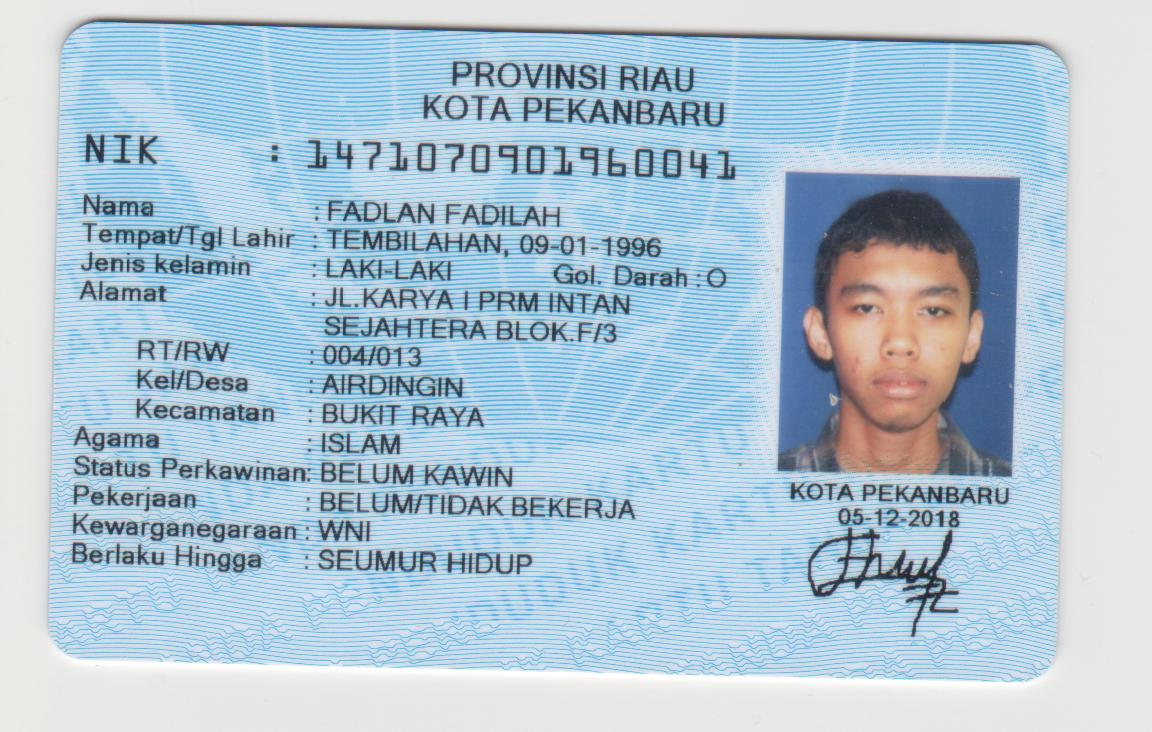 PROVINSI RIAU
KOTA PEKANBARU
NIK : 1471070901960041
Nama : FADLAN FADILAH
Tempat/Tgl Lahir : TEMBILAHAN, 09-01-1996
Jenis kelamin : LAKI-LAKI Gol. Darah : O
Alamat : JL.KARYA I PRM INTAN
SEJAHTERA BLOK.F/3
RT/RW : 004/013
Kel/Desa : AIRDINGIN
Kecamatan : BUKIT RAYA
Agama : ISLAM
Status Perkawinan: BELUM KAWIN
Pekerjaan : BELUM/TIDAK BEKERJA
Kewarganegaraan : WNI
Berlaku Hingga : SEUMUR HIDUP
KOTA PEKANBARU
05-12-2018